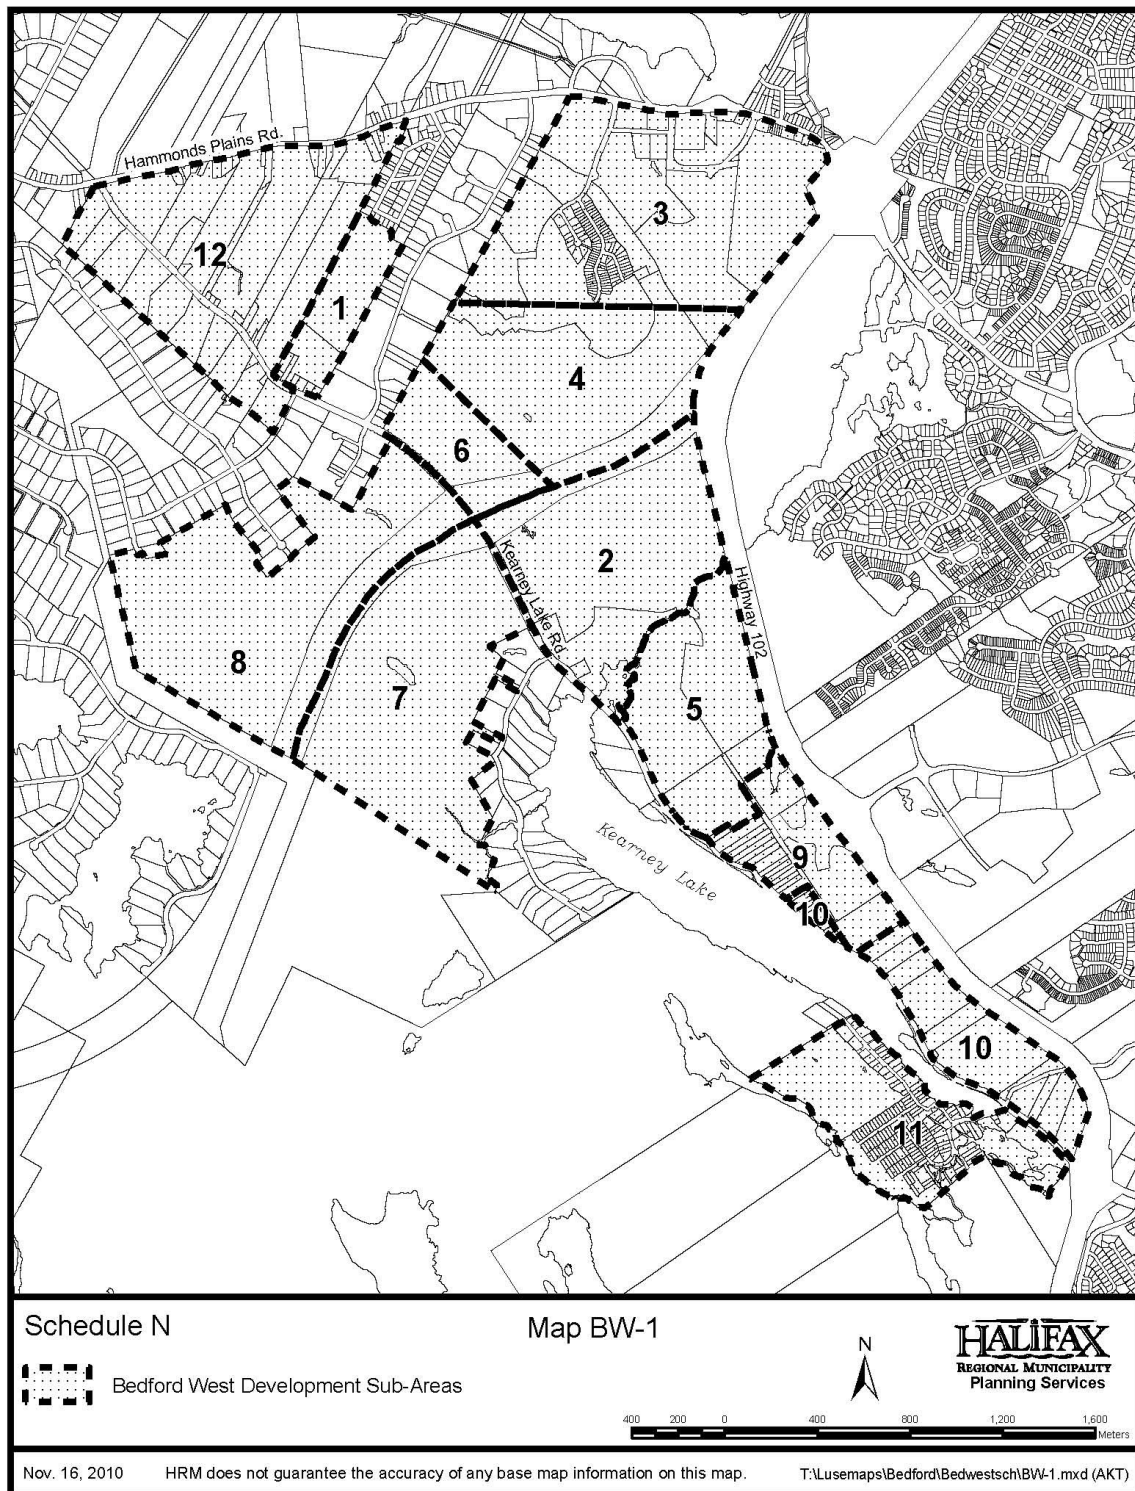 Hammonds Plains Rd.
3
12
1
4
6
2
Kearney Lake Rd.
Highway 102
8
7
5
9
Kearney Lake
10
10
11
Schedule N
Map BW-1
N
HALIFAX
REGIONAL MUNICIPALITY
Planning Services
Bedford West Development Sub-Areas
400 200 0 400 800 1,200 1,600
Meters
Nov. 16, 2010 HRM does not guarantee the accuracy of any base map information on this map. T:\Lusemaps\Bedford\Bedwestsch\BW-1.mxd (AKT)